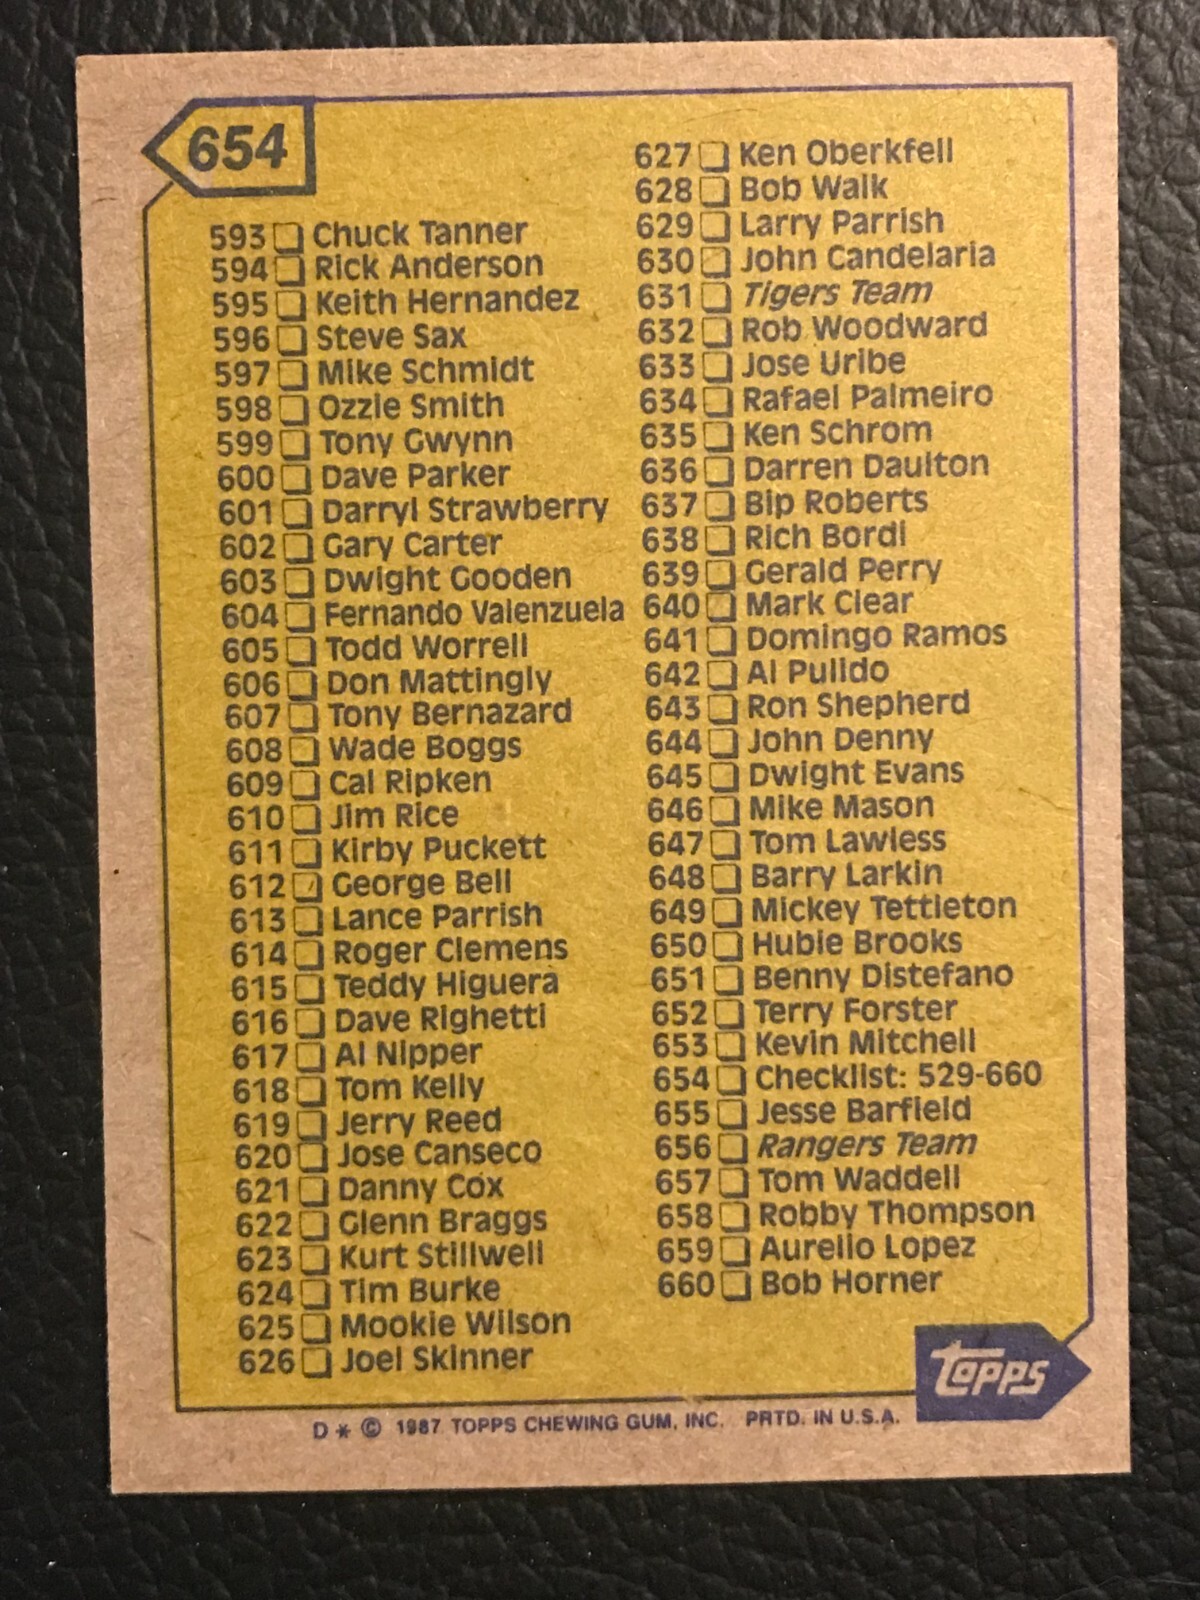 654
593 Chuck Tanner
594 Rick Anderson
595 Keith Hernandez
596 Steve Sax
597 Mike Schmidt
598 Ozzie Smith
599 Tony Gwynn
600 Dave Parker
601 Darryl Strawberry
602 Gary Carter
603 Dwight Gooden
604 Fernando Valenzuela
605 Todd Worrell
606 Don Mattingly
607 Tony Bernazard
608 Wade Boggs
609 Cal Ripken
610 Jim Rice
611 Kirby Puckett
612 George Bell
613 Lance Parrish
614 Roger Clemens
615 Teddy Higuera
616 Dave Righetti
617 Al Nipper
618 Tom Kelly
619 Jerry Reed
620 Jose Canseco
621 Danny Cox
622 Glenn Braggs
623 Kurt Stillwell
624 Tim Burke
625 Mookie Wilson
626 Joel Skinner
627 Ken Oberkfell
628 Bob Walk
629 Larry Parrish
630 John Candelaria
631 Tigers Team
632 Rob Woodward
633 Jose Uribe
634 Rafael Palmeiro
635 Ken Schrom
636 Darren Daulton
637 Bip Roberts
638 Rich Bordi
639 Gerald Perry
640 Mark Clear
641 Domingo Ramos
642 Al Pulido
643 Ron Shepherd
644 John Denny
645 Dwight Evans
646 Mike Mason
647 Tom Lawless
648 Barry Larkin
649 Mickey Tettleton
650 Hubie Brooks
651 Benny Distefano
652 Terry Forster
653 Kevin Mitchell
654 Checklist: 529-660
655 Jesse Barfield
656 Rangers Team
657 Tom Waddell
658 Robby Thompson
659 Aurelio Lopez
660 Bob Horner
topps
D * © 1987 TOPPS CHEWING GUM, INC. PRTD. IN U.S.A.